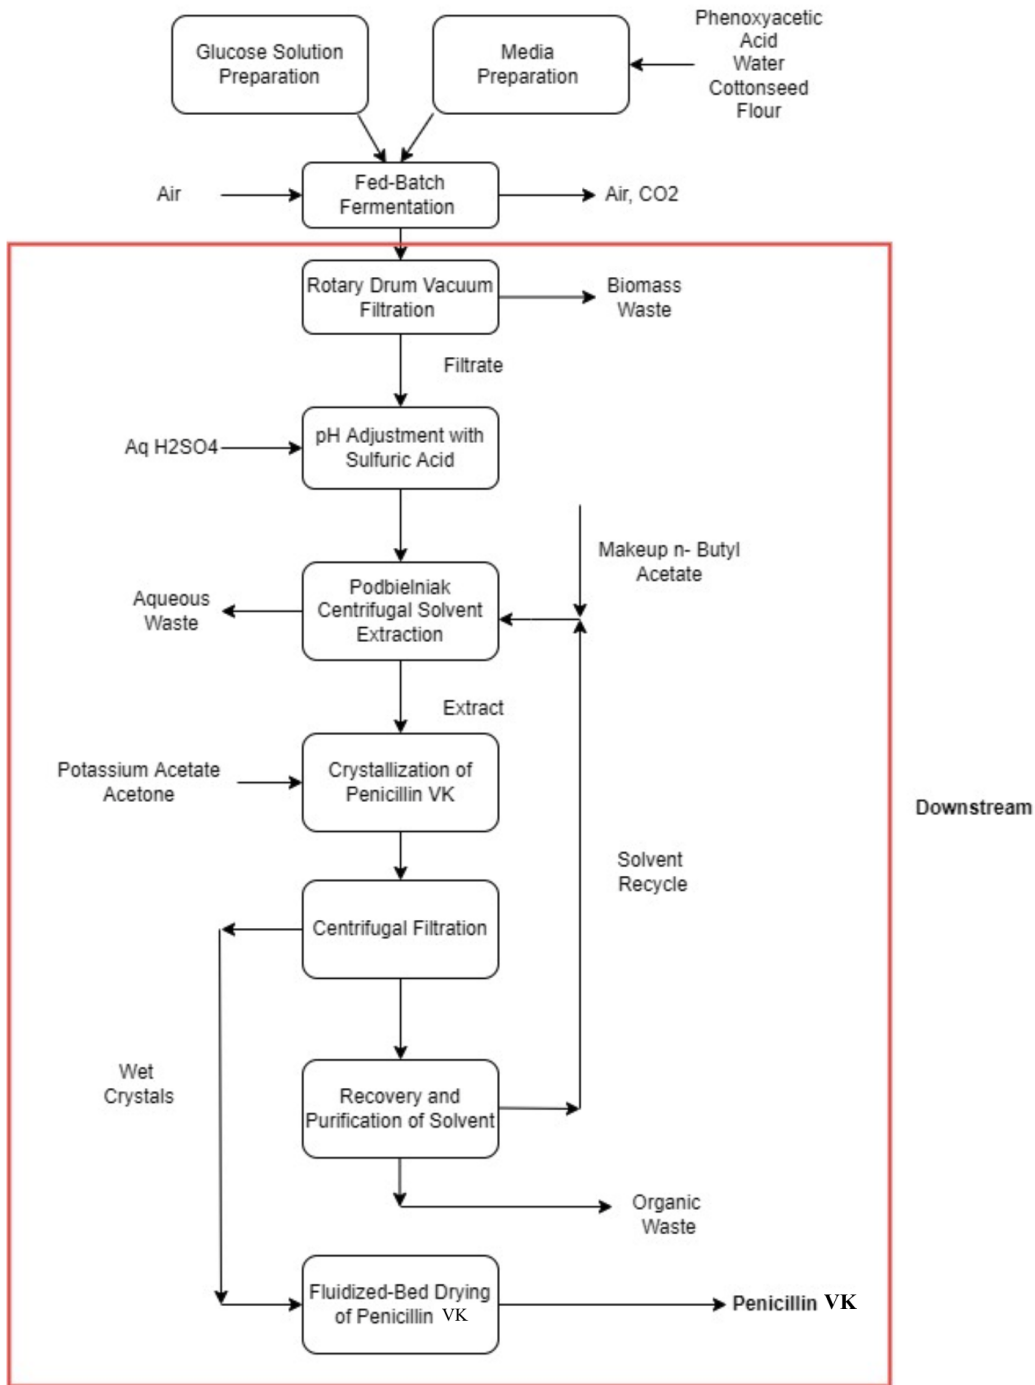 Glucose Solution
Preparation
Media
Preparation
Phenoxyacetic
Acid
Water
Cottonseed
Flour
Air
Fed-Batch
Fermentation
Air, CO2
Rotary Drum Vacuum
Filtration
Biomass
Waste
Filtrate
Aq H2SO4
pH Adjustment with
Sulfuric Acid
Makeup n- Butyl
Acetate
Aqueous
Waste
Podbielniak
Centrifugal Solvent
Extraction
Extract
Potassium Acetate
Acetone
Crystallization of
Penicillin VK
Downstream
Solvent
Recycle
Centrifugal Filtration
Wet
Crystals
Recovery and
Purification of Solvent
Organic
Waste
Fluidized-Bed Drying
of Penicillin VK
Penicillin VK